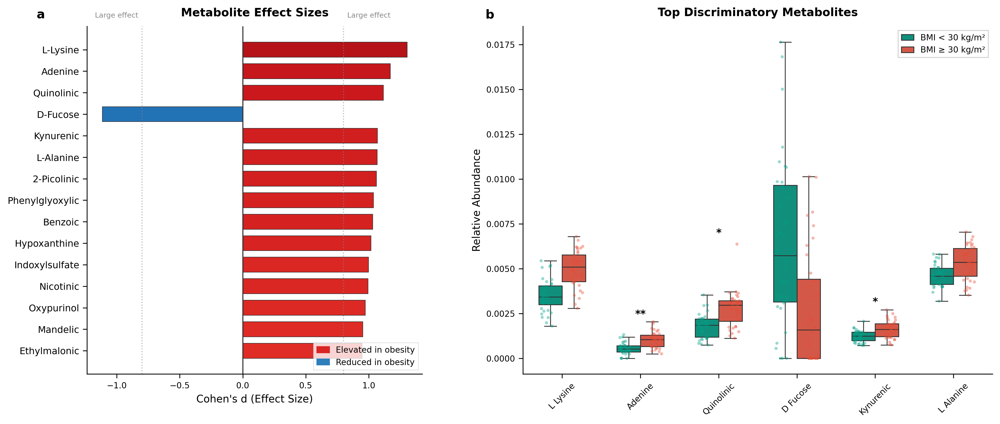 a
Metabolite Effect Sizes
Large effect
Large effect
L-Lysine
Adenine
Quinolinic
D-Fucose
Kynurenic
L-Alanine
2-Picolinic
Phenylglyoxylic
Benzoic
Hypoxanthine
Indoxylsulfate
Nicotinic
Oxypurinol
Mandelic
Ethylmalonic
Elevated in obesity
Reduced in obesity
−1.0
−0.5
0.0
0.5
1.0
Cohen's d (Effect Size)
b
Top Discriminatory Metabolites
BMI < 30 kg/m²
BMI ≥ 30 kg/m²
Relative Abundance
0.0175
0.0150
0.0125
0.0100
0.0075
0.0050
0.0025
0.0000
**
*
*
L Lysine
Adenine
Quinolinic
D Fucose
Kynurenic
L Alanine